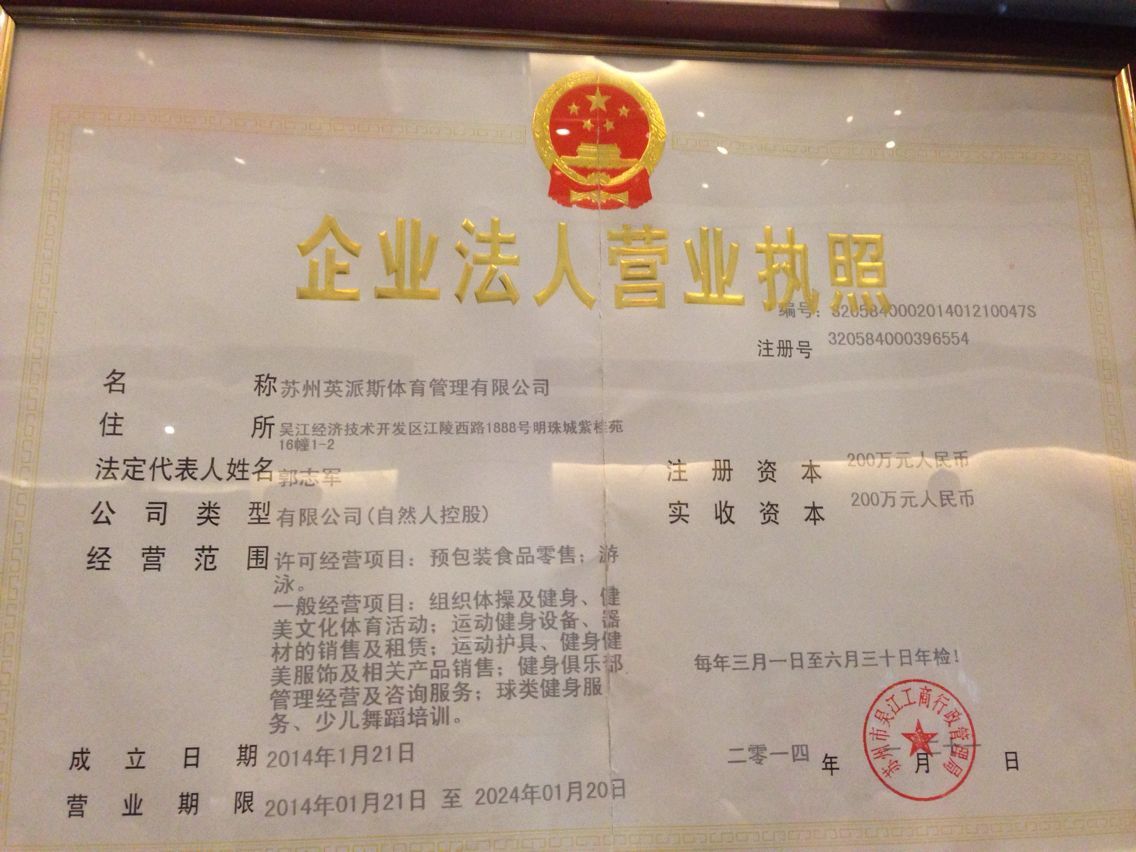 企业法人营业执照
编号：320584000201401210047S
注册号 320584000396554
名 称 苏州英派斯体育管理有限公司
住 所 吴江经济技术开发区江陵西路1888号明珠城紫桂苑
16幢1-2
法定代表人姓名 郭志军
注 册 资 本 200万元人民币
公 司 类 型 有限公司(自然人控股)
实 收 资 本 200万元人民币
经 营 范 围 许可经营项目：预包装食品零售；游
泳。
一般经营项目：组织体操及健身、健
美文化体育活动；运动健身设备、器
材的销售及租赁；运动护具、健身健
美服饰及相关产品销售；健身俱乐部
管理经营及咨询服务；球类健身服
务、少儿舞蹈培训。
每年三月一日至六月三十日年检！
成 立 日 期 2014年1月21日
营 业 期 限 2014年01月21日 至 2024年01月20日
二零一四 年 月 日
苏州市吴江工商行政管理局